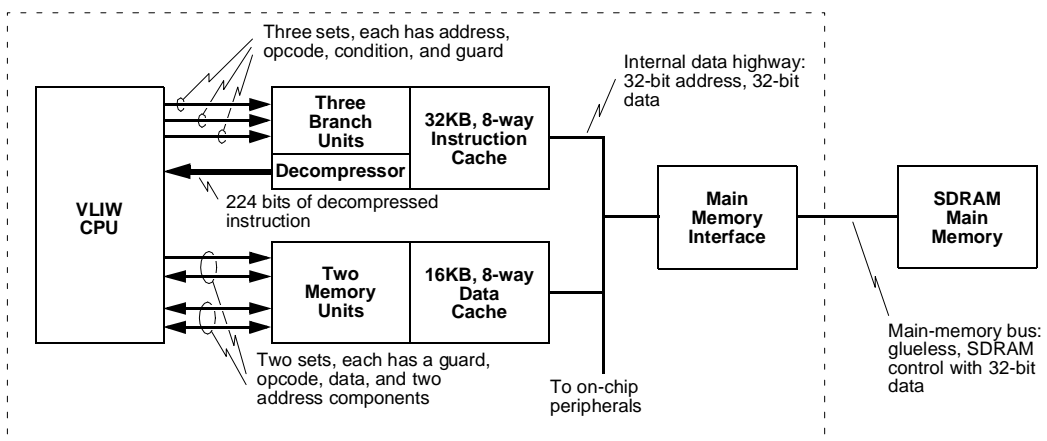 Three sets, each has address,
opcode, condition, and guard
Internal data highway:
32-bit address, 32-bit
data
VLIW
CPU
Three
Branch
Units
Decompressor
32KB, 8-way
Instruction
Cache
224 bits of decompressed
instruction
Main
Memory
Interface
SDRAM
Main
Memory
Two
Memory
Units
16KB, 8-way
Data
Cache
Two sets, each has a guard,
opcode, data, and two
address components
To on-chip
peripherals
Main-memory bus:
glueless, SDRAM
control with 32-bit
data